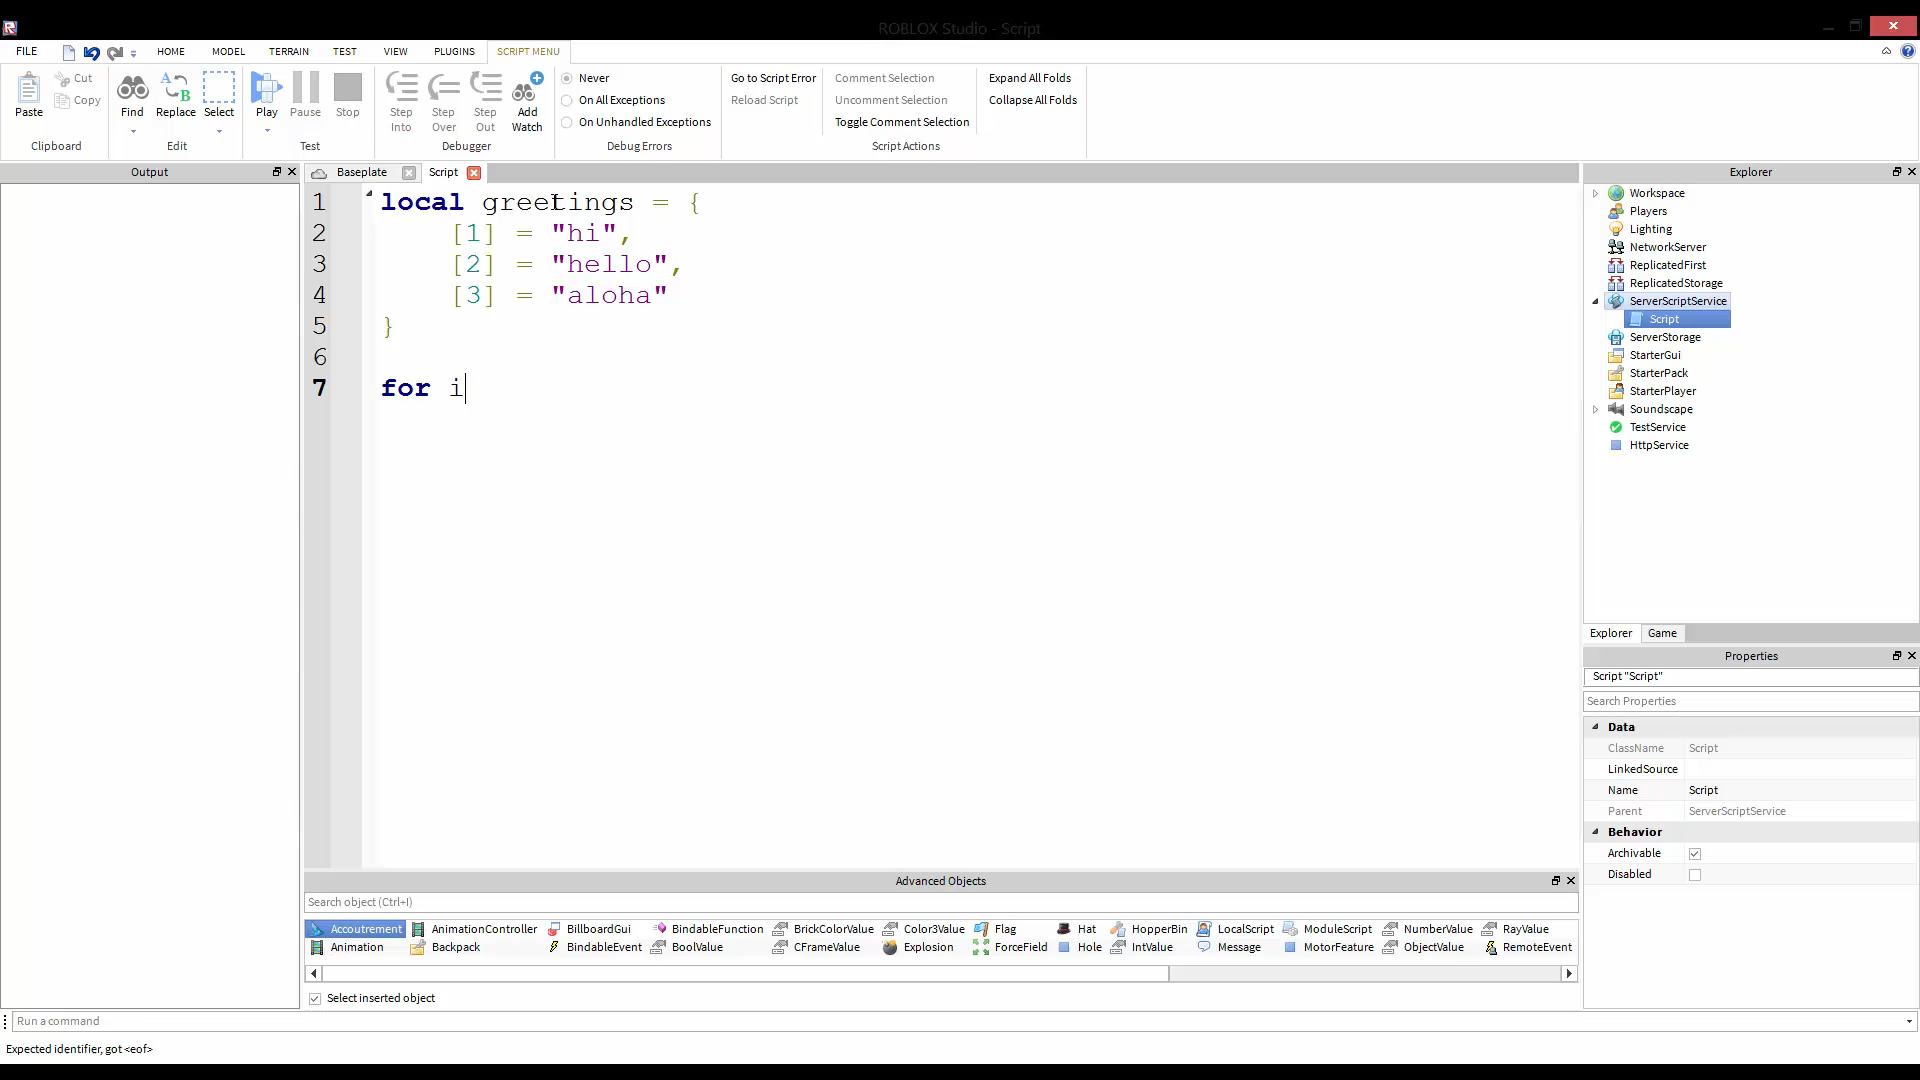 ROBLOX Studio - Script
FILE HOME MODEL TERRAIN TEST VIEW PLUGINS SCRIPT MENU
Paste Cut Copy Find Replace Select Play Pause Stop Step Into Step Over Step Out Add Watch
Never
On All Exceptions
On Unhandled Exceptions
Go to Script Error
Reload Script
Comment Selection
Uncomment Selection
Toggle Comment Selection
Expand All Folds
Collapse All Folds
Clipboard Edit Test Debugger Debug Errors Script Actions
Output
Baseplate Script
1 local greetings = {
2 [1] = "hi",
3 [2] = "hello",
4 [3] = "aloha"
5 }
6
7 for i
Explorer
Workspace
Players
Lighting
NetworkServer
ReplicatedFirst
ReplicatedStorage
ServerScriptService
Script
ServerStorage
StarterGui
StarterPack
StarterPlayer
Soundscape
TestService
HttpService
Explorer Game
Properties
Script "Script"
Search Properties
Data
ClassName Script
LinkedSource
Name Script
Parent ServerScriptService
Behavior
Archivable
Disabled
Advanced Objects
Search object (Ctrl+I)
Accoutrement AnimationController BillboardGui BindableFunction BrickColorValue Color3Value Flag Hat HopperBin LocalScript ModuleScript NumberValue RayValue
Animation Backpack BindableEvent BoolValue CFrameValue Explosion ForceField Hole IntValue Message MotorFeature ObjectValue RemoteEvent
Select inserted object
Run a command
Expected identifier, got <eof>